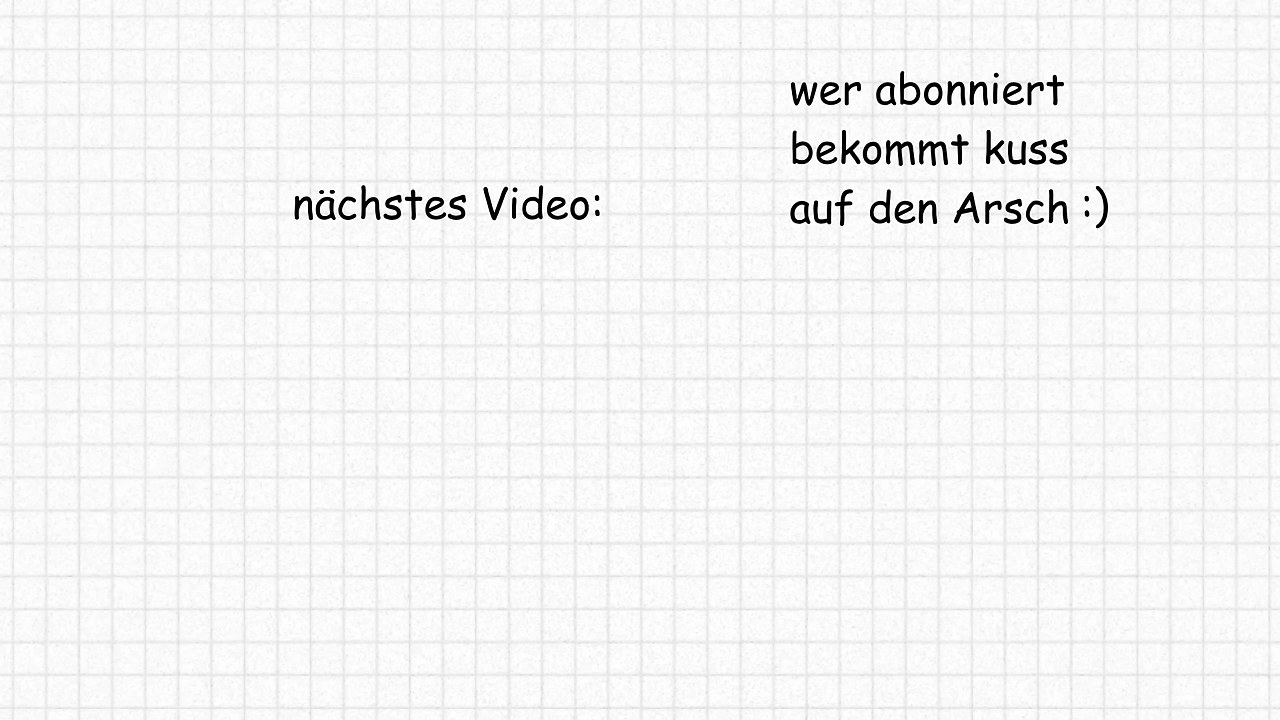 nächstes Video:
wer abonniert
bekommt kuss
auf den Arsch :)